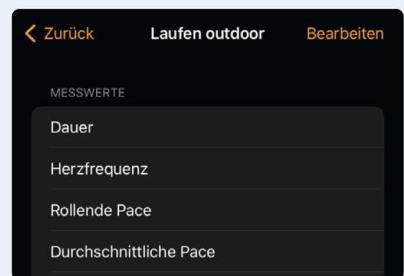 Zurück Laufen outdoor Bearbeiten
MESSWERTE
Dauer
Herzfrequenz
Rollende Pace
Durchschnittliche Pace